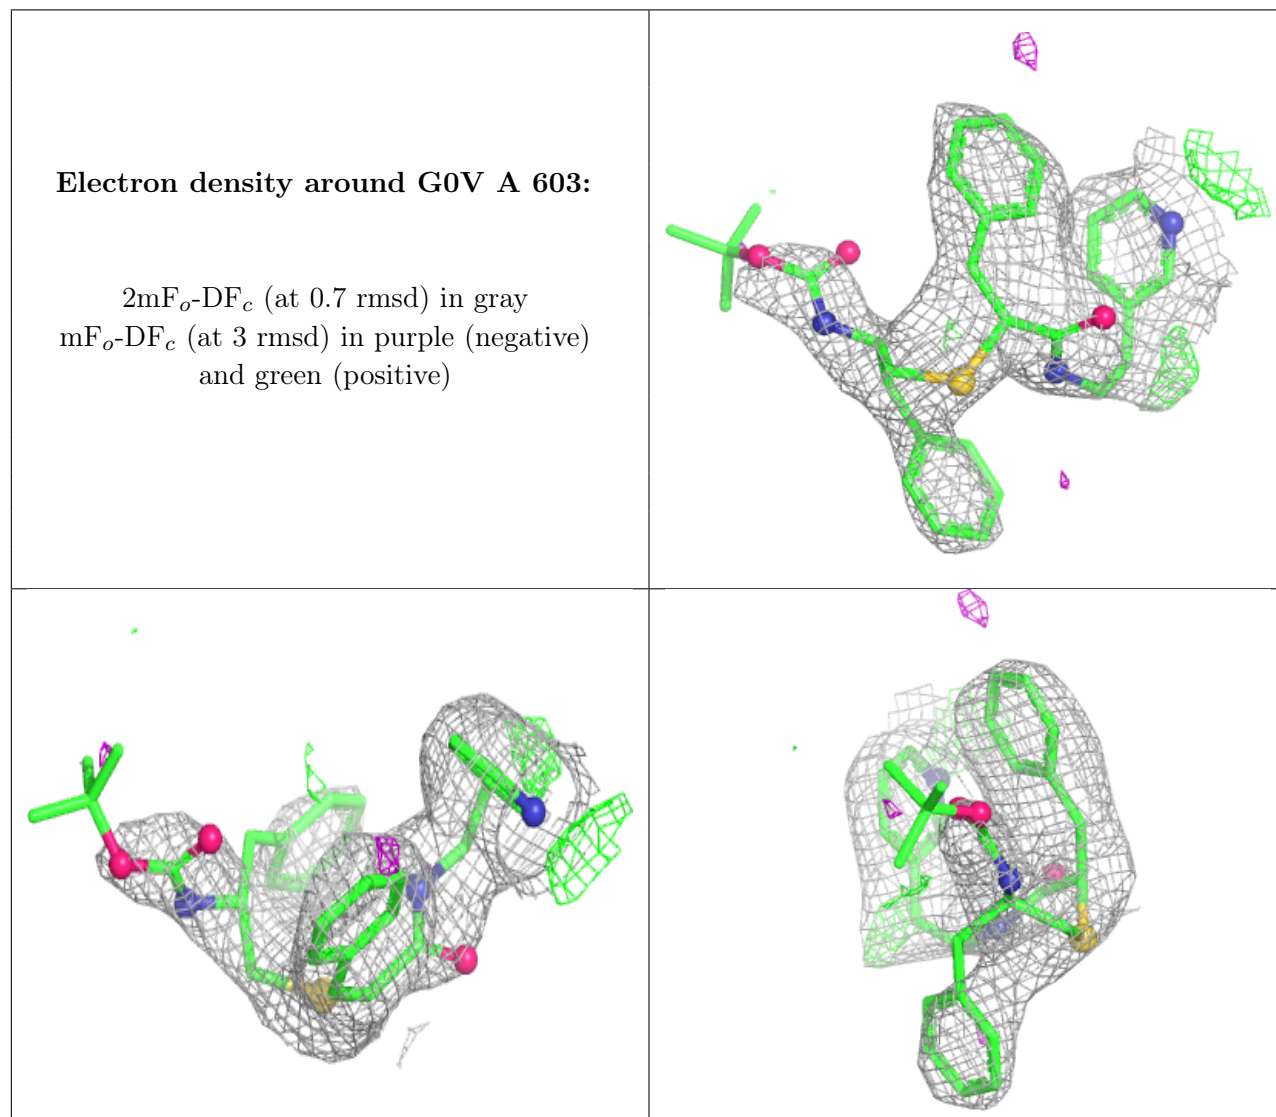 Electron density around G0V A 603:
2mFo-DFc (at 0.7 rmsd) in gray
mFo-DFc (at 3 rmsd) in purple (negative)
and green (positive)